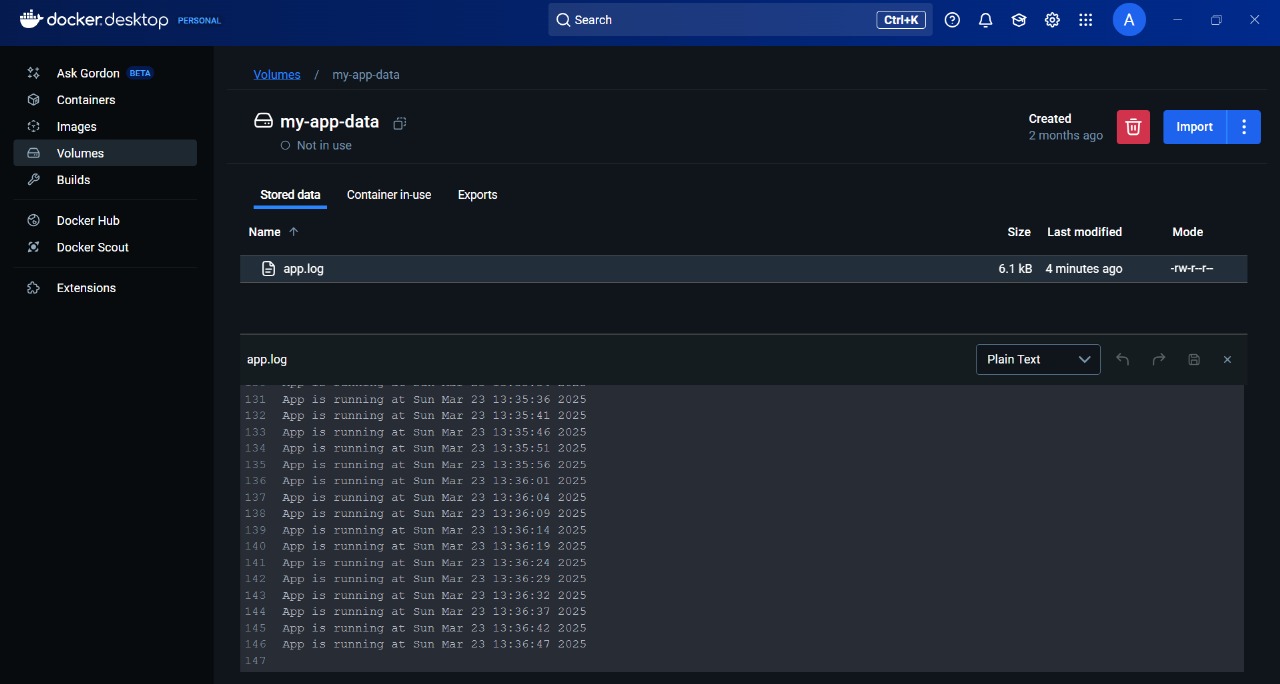 docker.desktop PERSONAL
Search
Ctrl+K
A
Ask Gordon BETA
Containers
Images
Volumes
Builds
Docker Hub
Docker Scout
Extensions
Volumes / my-app-data
my-app-data
Not in use
Created
2 months ago
Import
Stored data
Container in-use
Exports
Name
Size
Last modified
Mode
app.log
6.1 kB
4 minutes ago
-rw-r--r--
app.log
Plain Text
131 App is running at Sun Mar 23 13:35:36 2025
132 App is running at Sun Mar 23 13:35:41 2025
133 App is running at Sun Mar 23 13:35:46 2025
134 App is running at Sun Mar 23 13:35:51 2025
135 App is running at Sun Mar 23 13:35:56 2025
136 App is running at Sun Mar 23 13:36:01 2025
137 App is running at Sun Mar 23 13:36:04 2025
138 App is running at Sun Mar 23 13:36:09 2025
139 App is running at Sun Mar 23 13:36:14 2025
140 App is running at Sun Mar 23 13:36:19 2025
141 App is running at Sun Mar 23 13:36:24 2025
142 App is running at Sun Mar 23 13:36:29 2025
143 App is running at Sun Mar 23 13:36:32 2025
144 App is running at Sun Mar 23 13:36:37 2025
145 App is running at Sun Mar 23 13:36:42 2025
146 App is running at Sun Mar 23 13:36:47 2025
147